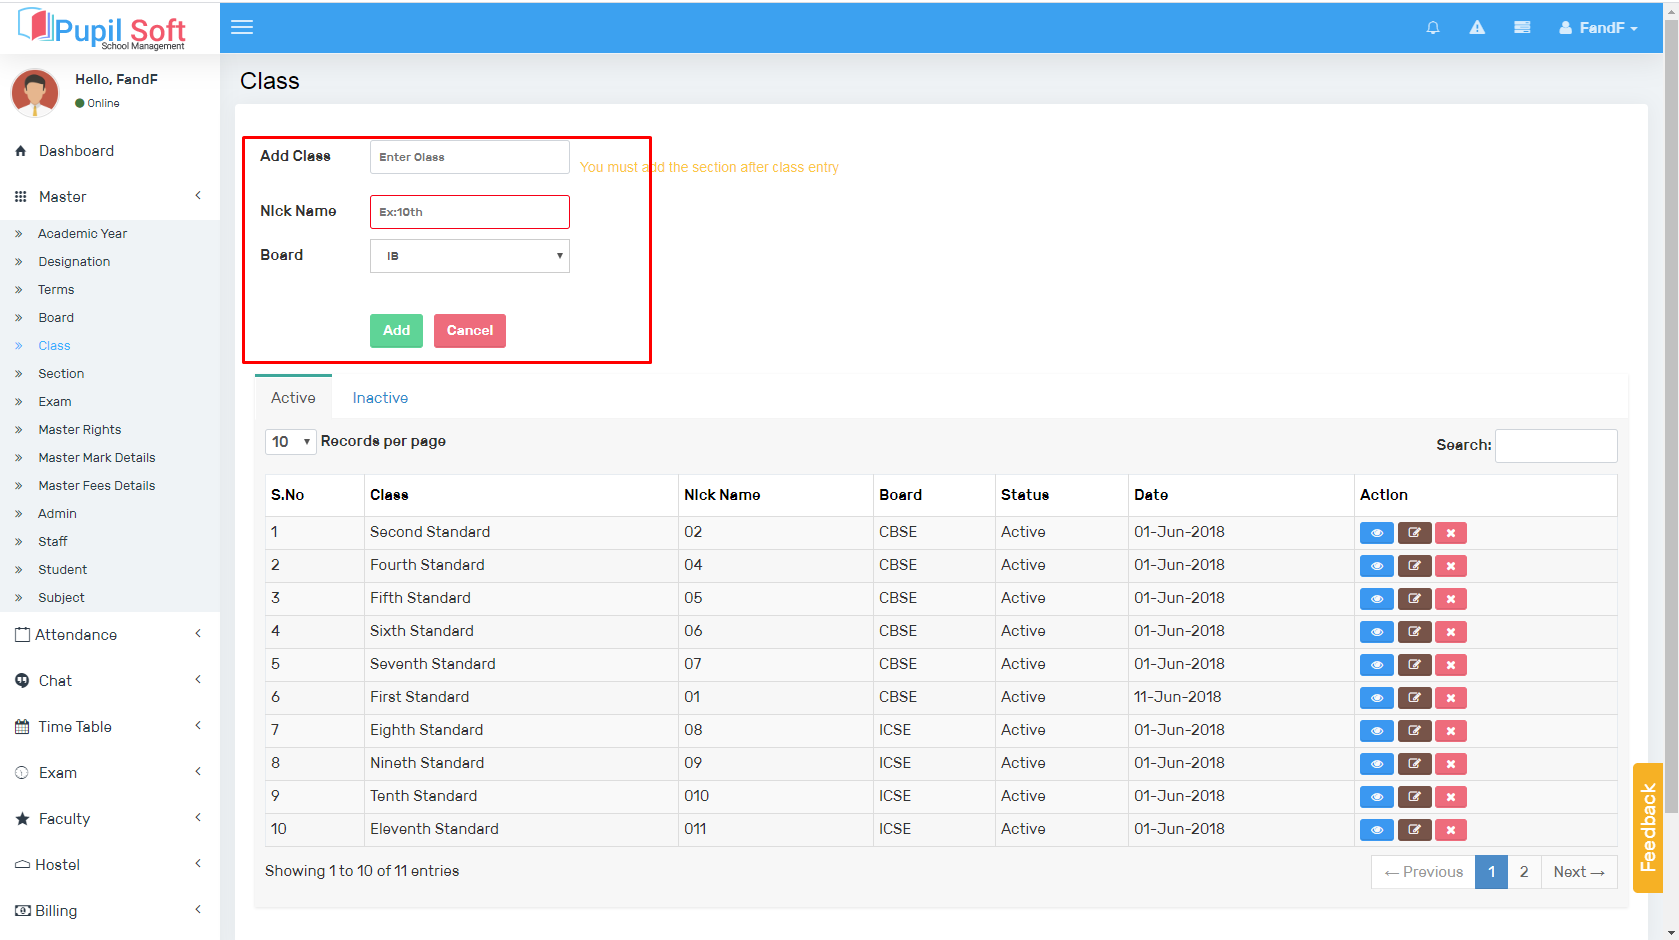 Pupil Soft
School Management
FandF
Hello, FandF
Online
Dashboard
Master
Academic Year
Designation
Terms
Board
Class
Section
Exam
Master Rights
Master Mark Details
Master Fees Details
Admin
Staff
Student
Subject
Attendance
Chat
Time Table
Exam
Faculty
Hostel
Billing
Class
Add Class Enter Class
You must add the section after class entry
Nick Name Ex:10th
Board IB
Add Cancel
Active Inactive
10 Records per page Search:
S.No Class Nick Name Board Status Date Action
1 Second Standard 02 CBSE Active 01-Jun-2018
2 Fourth Standard 04 CBSE Active 01-Jun-2018
3 Fifth Standard 05 CBSE Active 01-Jun-2018
4 Sixth Standard 06 CBSE Active 01-Jun-2018
5 Seventh Standard 07 CBSE Active 01-Jun-2018
6 First Standard 01 CBSE Active 11-Jun-2018
7 Eighth Standard 08 ICSE Active 01-Jun-2018
8 Nineth Standard 09 ICSE Active 01-Jun-2018
9 Tenth Standard 010 ICSE Active 01-Jun-2018
10 Eleventh Standard 011 ICSE Active 01-Jun-2018
Showing 1 to 10 of 11 entries
← Previous 1 2 Next →
Feedback